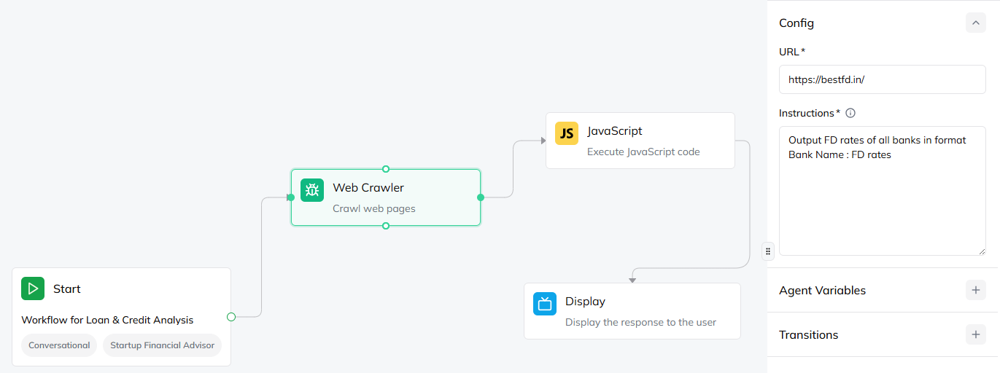 Start
Workflow for Loan & Credit Analysis
Conversational
Startup Financial Advisor
Web Crawler
Crawl web pages
JS
JavaScript
Execute JavaScript code
Display
Display the response to the user
Config
URL*
https://bestfd.in/
Instructions*
Output FD rates of all banks in format
Bank Name : FD rates
Agent Variables
Transitions